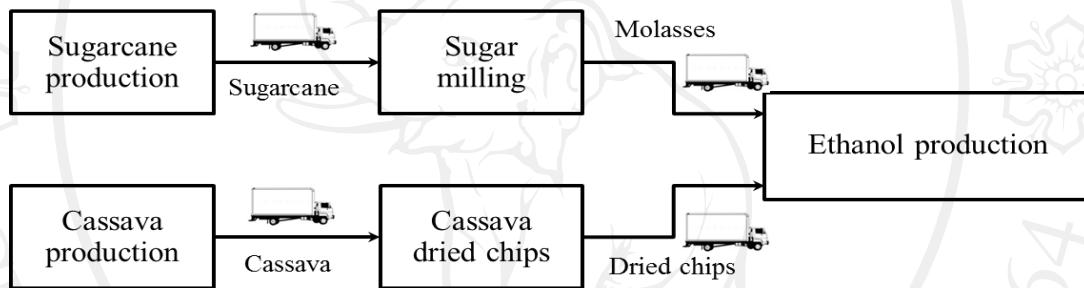 Sugarcane
production
Sugarcane
Sugar
milling
Molasses
Ethanol production
Cassava
production
Cassava
Cassava
dried chips
Dried chips